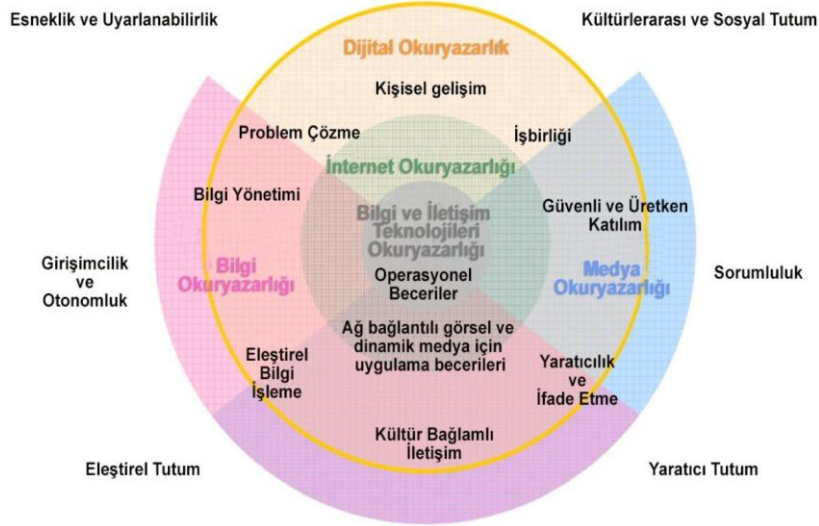 Esneklik ve Uyarlanabilirlik
Kültürlerarası ve Sosyal Tutum
Dijital Okuryazarlık
Kişisel gelişim
Problem Çözme
İşbirliği
İnternet Okuryazarlığı
Bilgi Yönetimi
Güvenli ve Üretken
Katılım
Bilgi ve İletişim
Teknolojileri
Okuryazarlığı
Operasyonel
Beceriler
Bilgi
Okuryazarlığı
Medya
Okuryazarlığı
Girişimcilik
ve
Otonomluk
Sorumluluk
Ağ bağlantılı görsel ve
dinamik medya için
uygulama becerileri
Eleştirel
Bilgi
İşleme
Yaratıcılık
ve
İfade Etme
Kültür Bağlamlı
İletişim
Eleştirel Tutum
Yaratıcı Tutum